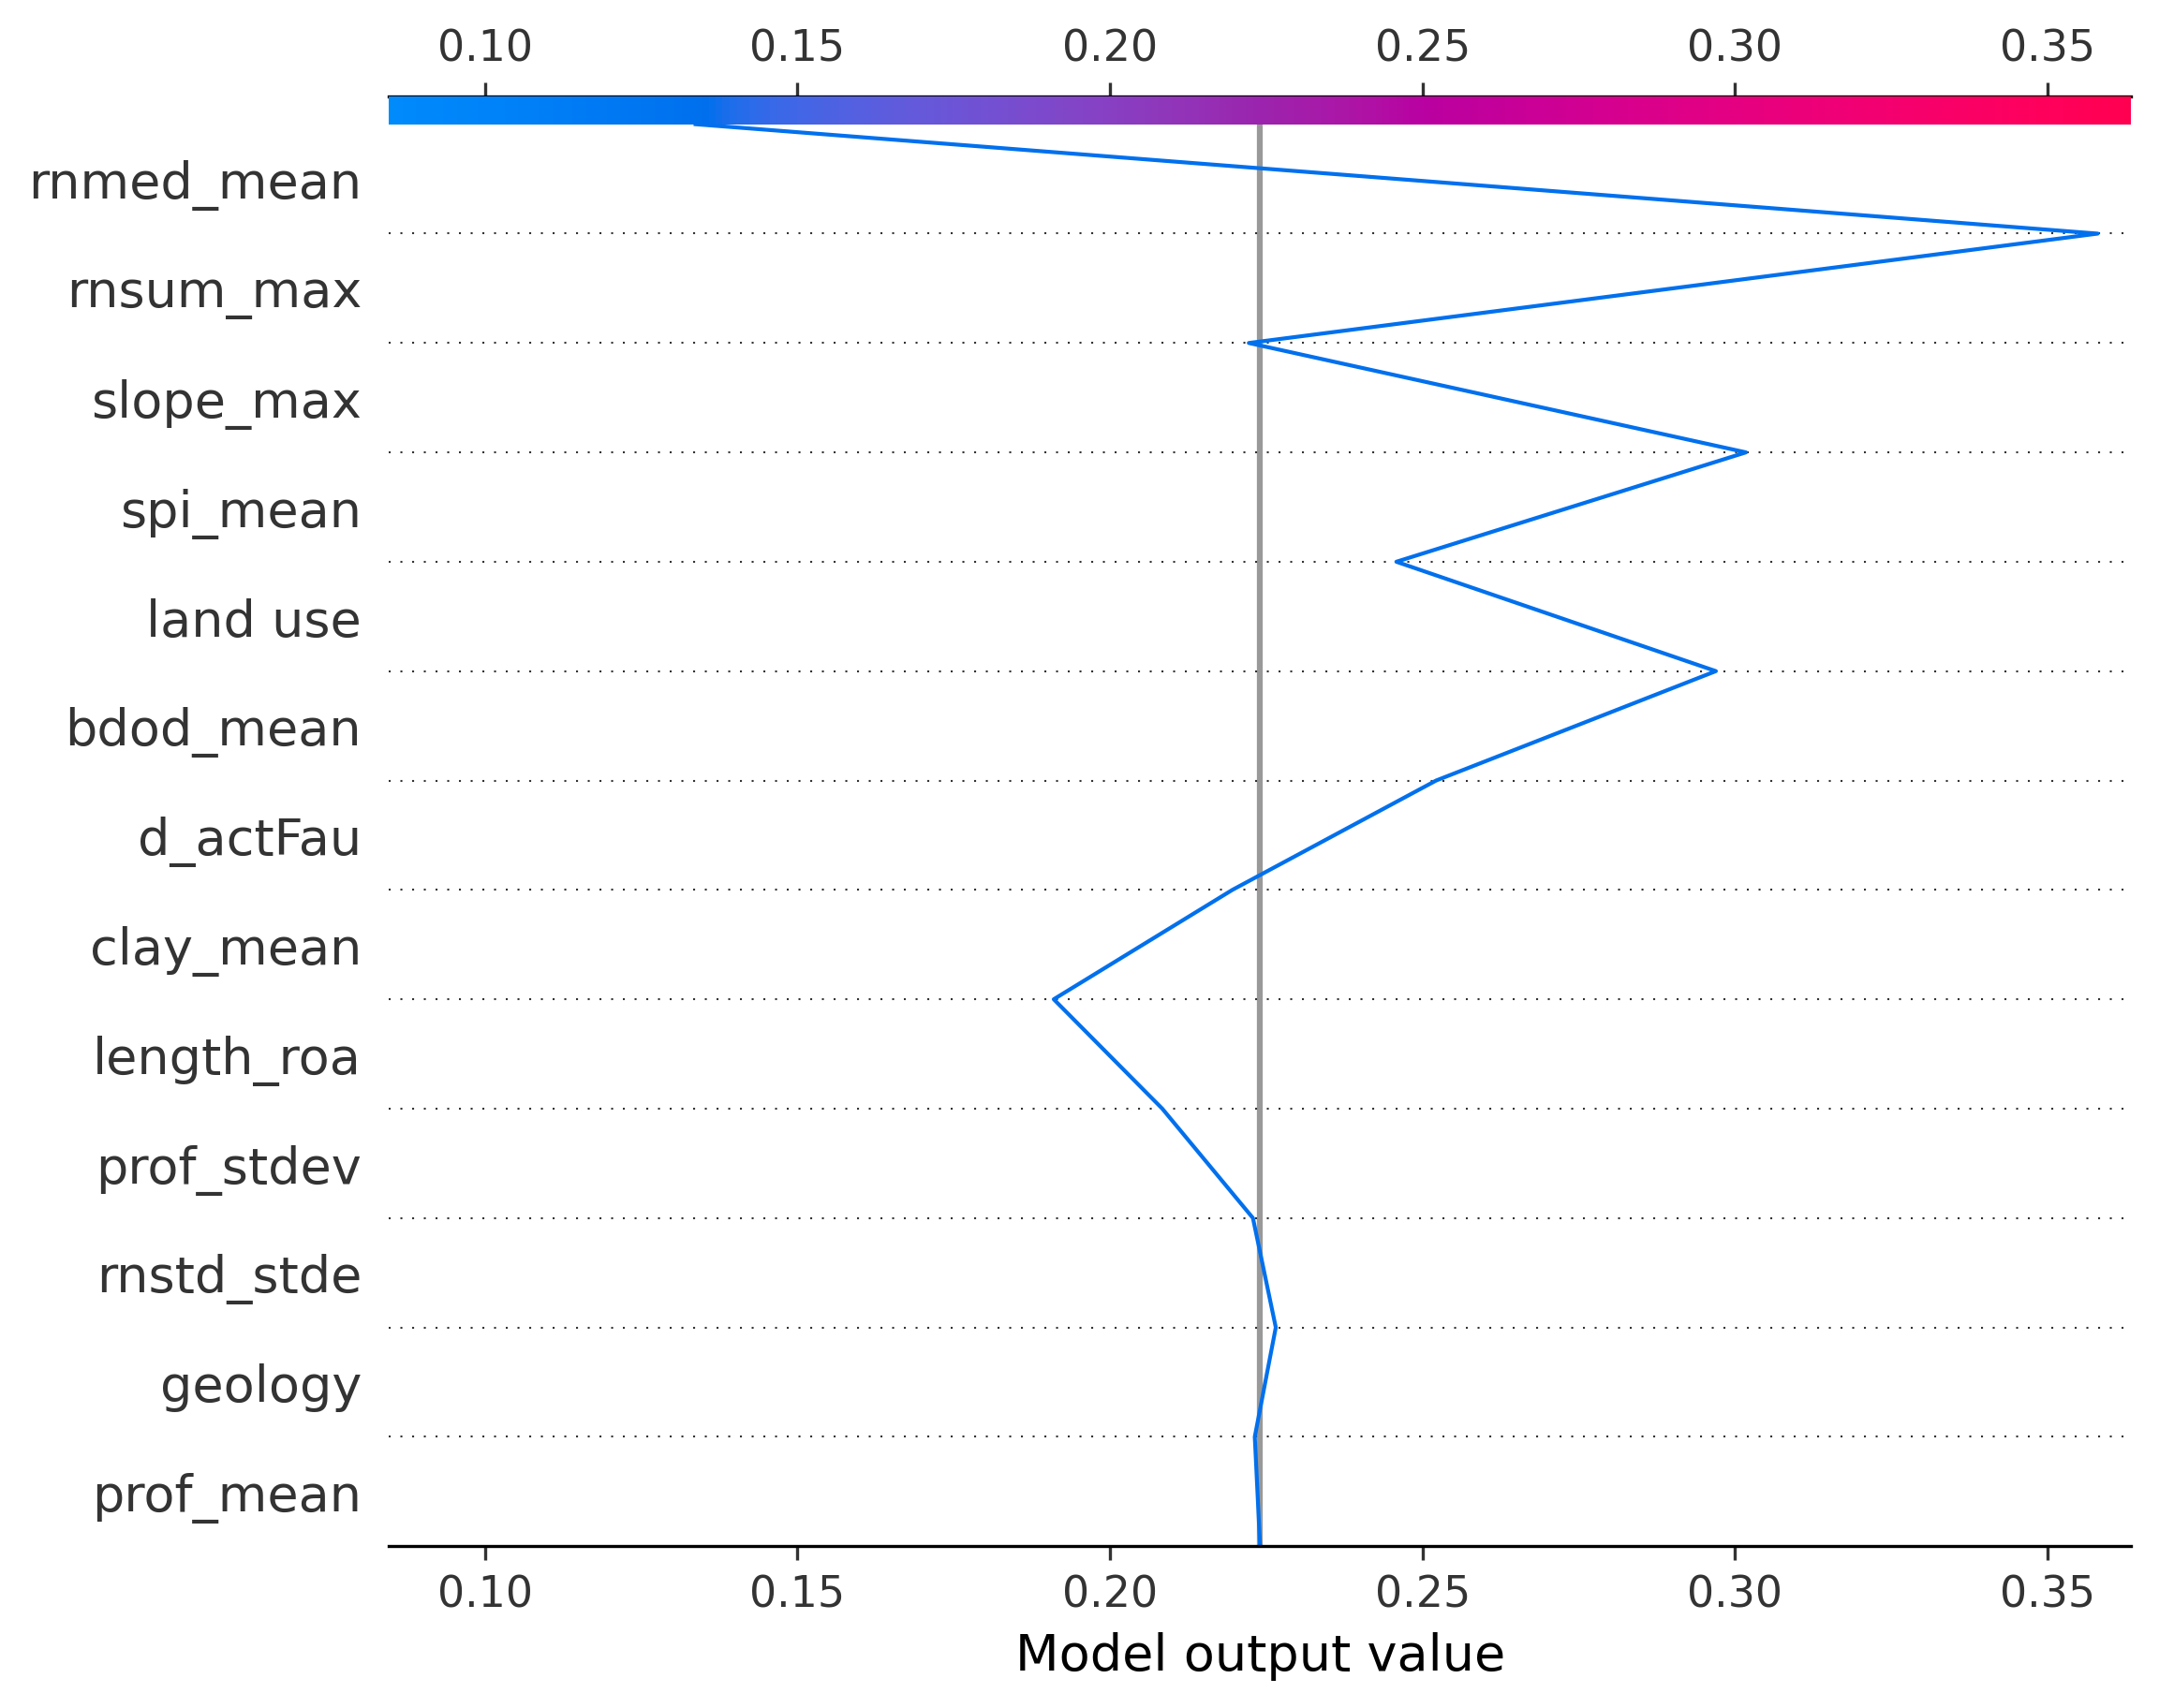 0.10 0.15 0.20 0.25 0.30 0.35
rnmed_mean
rnsum_max
slope_max
spi_mean
land use
bdod_mean
d_actFau
clay_mean
length_roa
prof_stdev
rnstd_stde
geology
prof_mean
0.10 0.15 0.20 0.25 0.30 0.35
Model output value